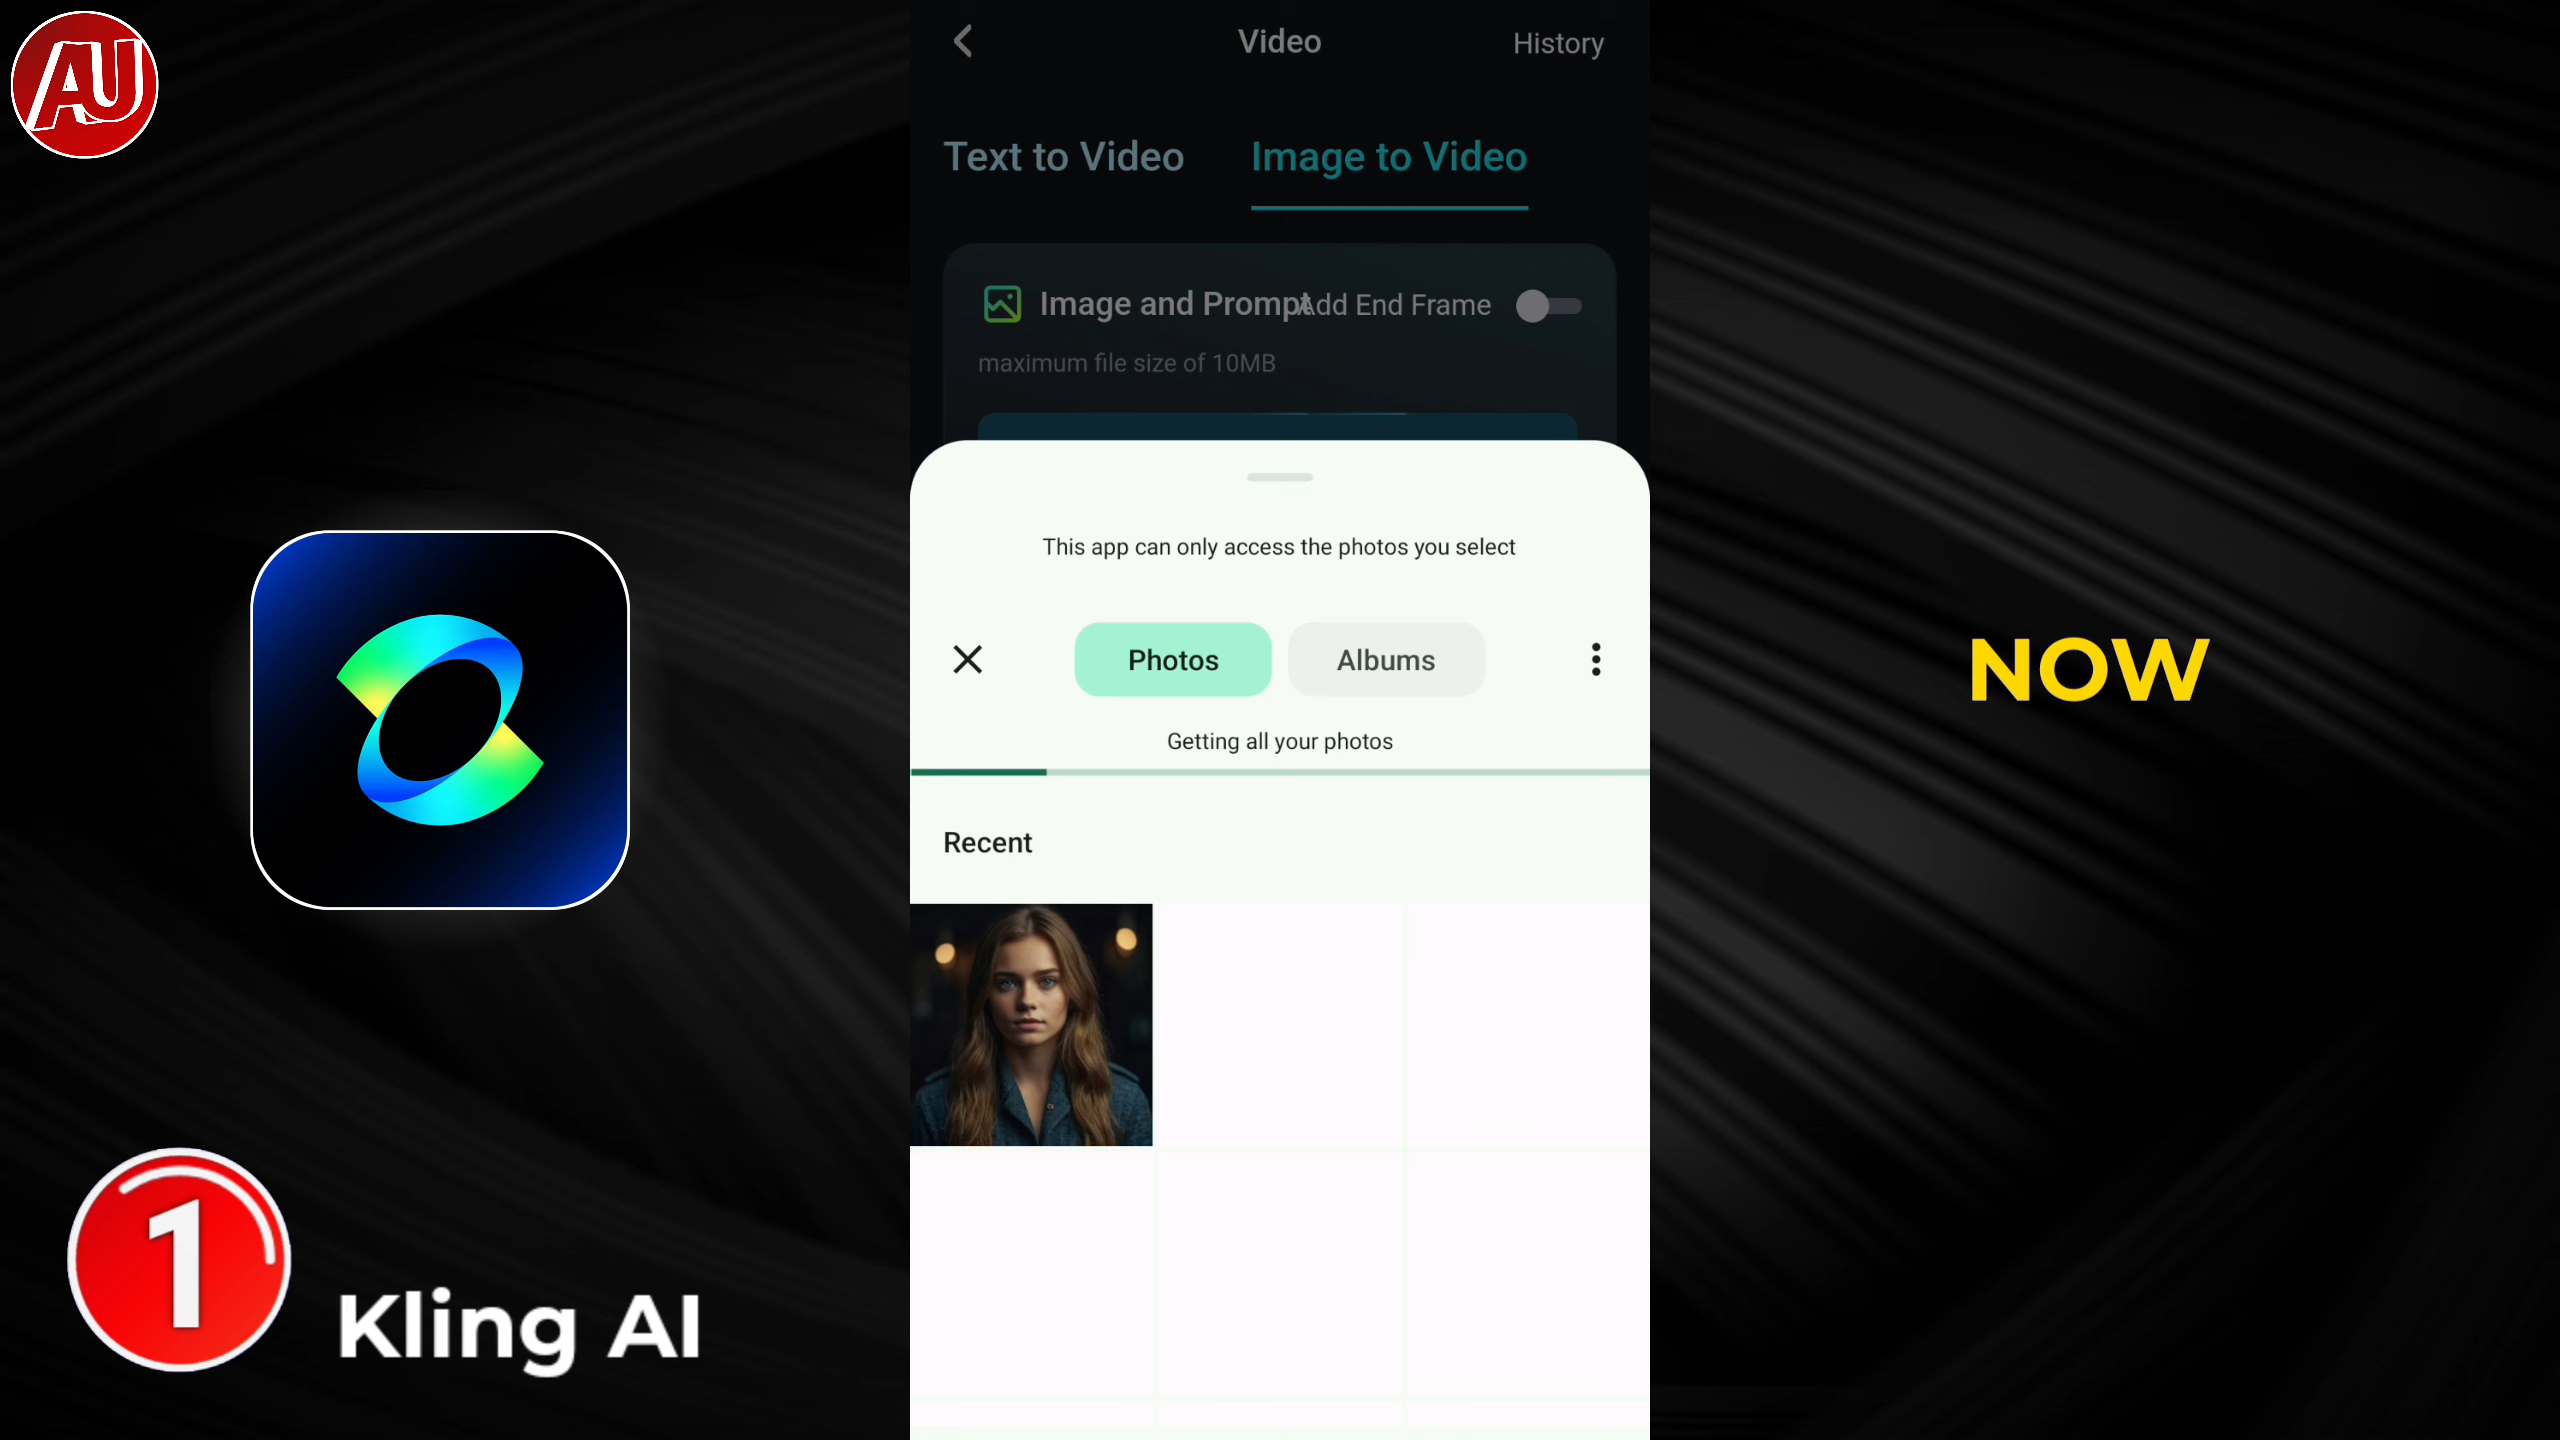 AU
Video
History
Text to Video
Image to Video
Image and Prompt
Add End Frame
maximum file size of 10MB
This app can only access the photos you select
Photos
Albums
Getting all your photos
Recent
NOW
1
Kling AI